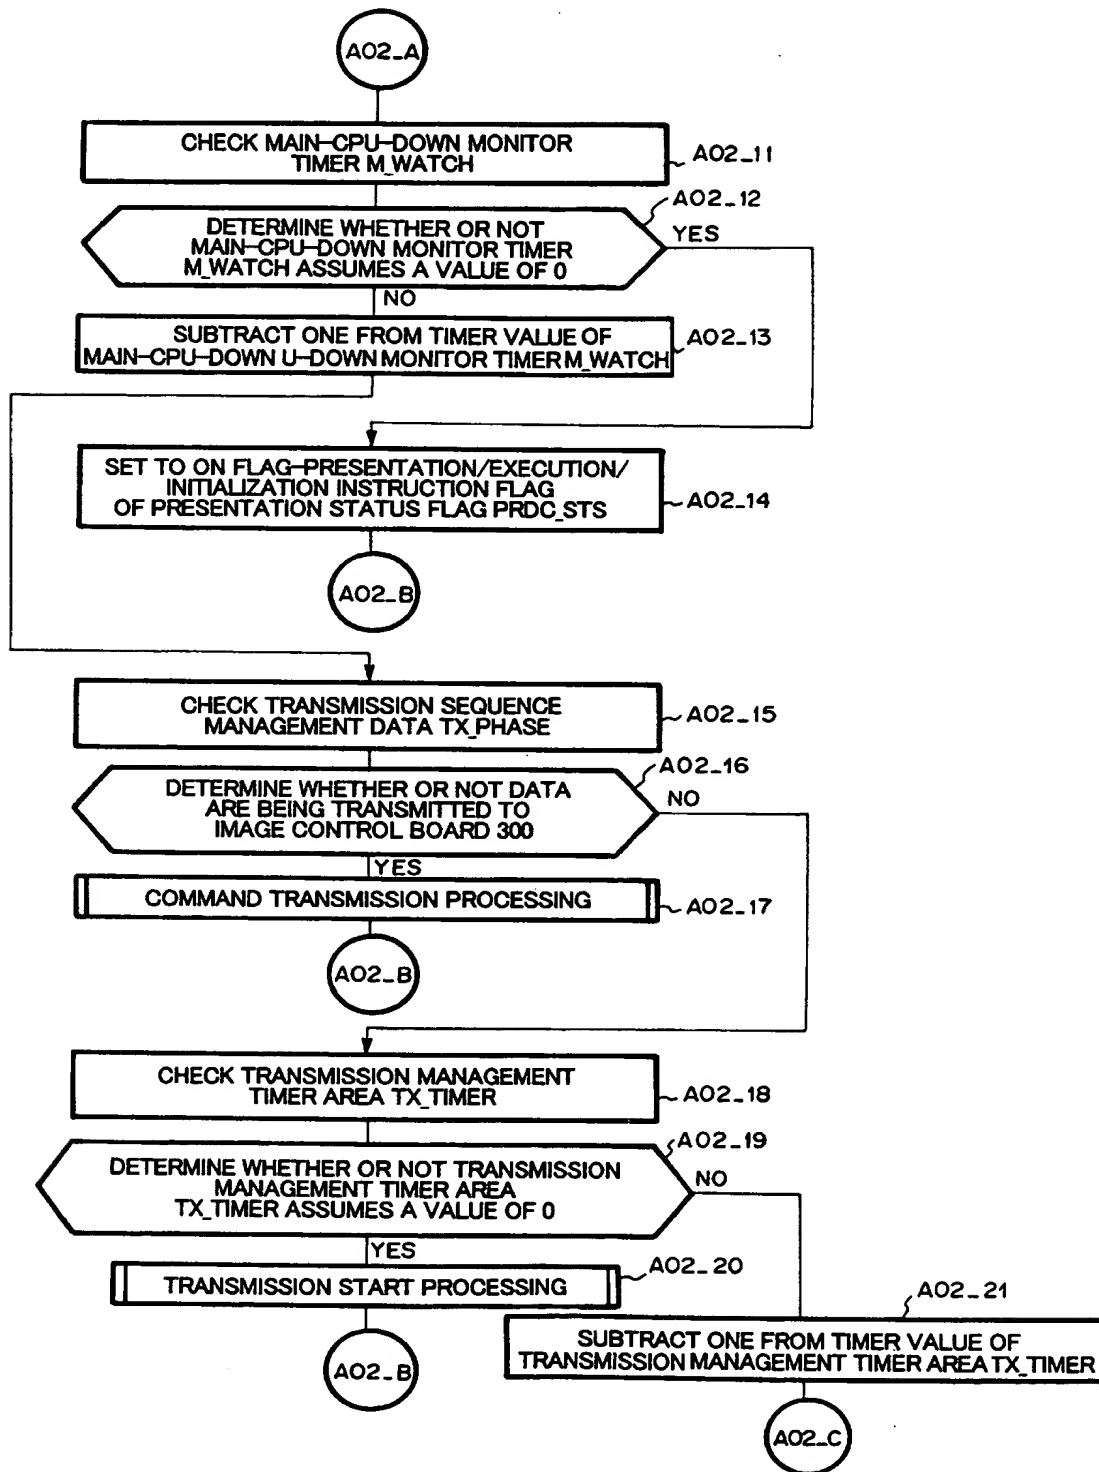 A02_A
CHECK MAIN-CPU-DOWN MONITOR
TIMER M_WATCH
A02_11
A02_12
DETERMINE WHETHER OR NOT
MAIN-CPU-DOWN MONITOR TIMER
M_WATCH ASSUMES A VALUE OF 0
YES
NO
SUBTRACT ONE FROM TIMER VALUE OF
MAIN-CPU-DOWN U-DOWN MONITOR TIMER M_WATCH
A02_13
SET TO ON FLAG-PRESENTATION/EXECUTION/
INITIALIZATION INSTRUCTION FLAG
OF PRESENTATION STATUS FLAG PRDC_STS
A02_14
A02_B
CHECK TRANSMISSION SEQUENCE
MANAGEMENT DATA TX_PHASE
A02_15
A02_16
DETERMINE WHETHER OR NOT DATA
ARE BEING TRANSMITTED TO
IMAGE CONTROL BOARD 300
NO
YES
COMMAND TRANSMISSION PROCESSING
A02_17
A02_B
CHECK TRANSMISSION MANAGEMENT
TIMER AREA TX_TIMER
A02_18
A02_19
DETERMINE WHETHER OR NOT TRANSMISSION
MANAGEMENT TIMER AREA
TX_TIMER ASSUMES A VALUE OF 0
NO
YES
TRANSMISSION START PROCESSING
A02_20
A02_B
A02_21
SUBTRACT ONE FROM TIMER VALUE OF
TRANSMISSION MANAGEMENT TIMER AREA TX_TIMER
A02_C